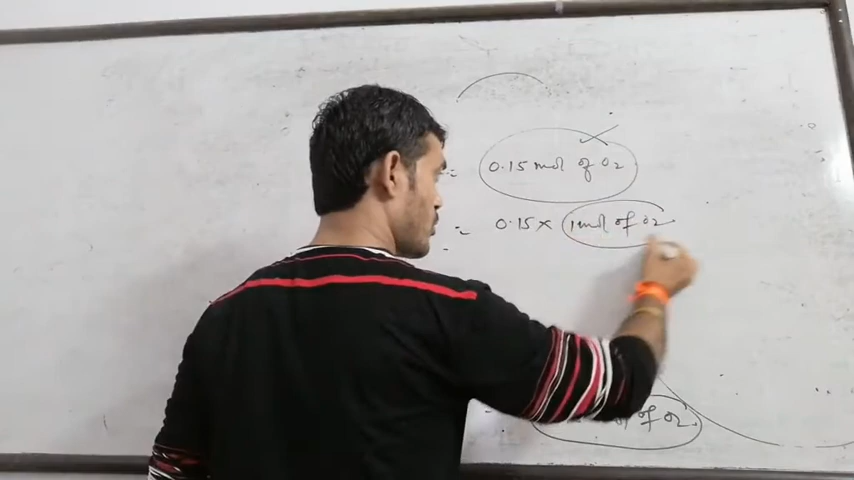 = 0.15 mol of O2
= 0.15 × 1 mol of O2
of O2